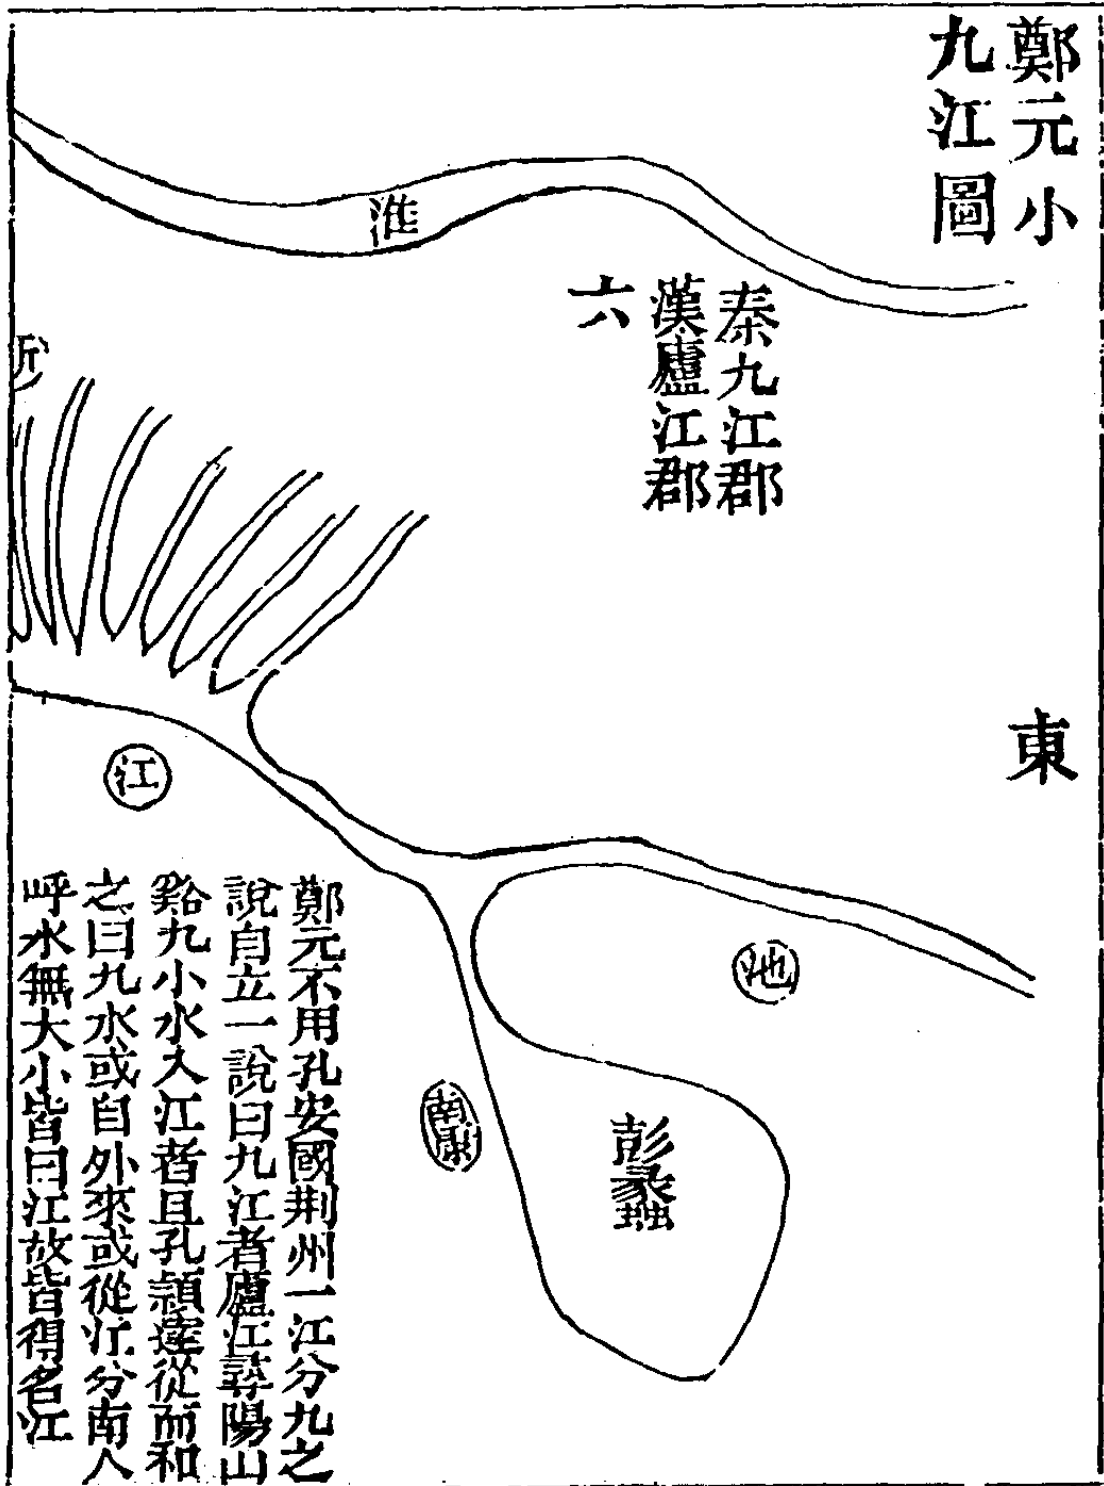 鄭元小
九江圖
淮
秦九江郡
漢廬江郡
六
東
江
池
南康
彭蠡
鄭元不用孔安國荆州一江分九之
說自立一說曰九江者廬江尋陽山
谿九小水入江者且孔頴達從而和
之曰九水或自外來或從江分南人
呼水無大小皆曰江故皆得名江